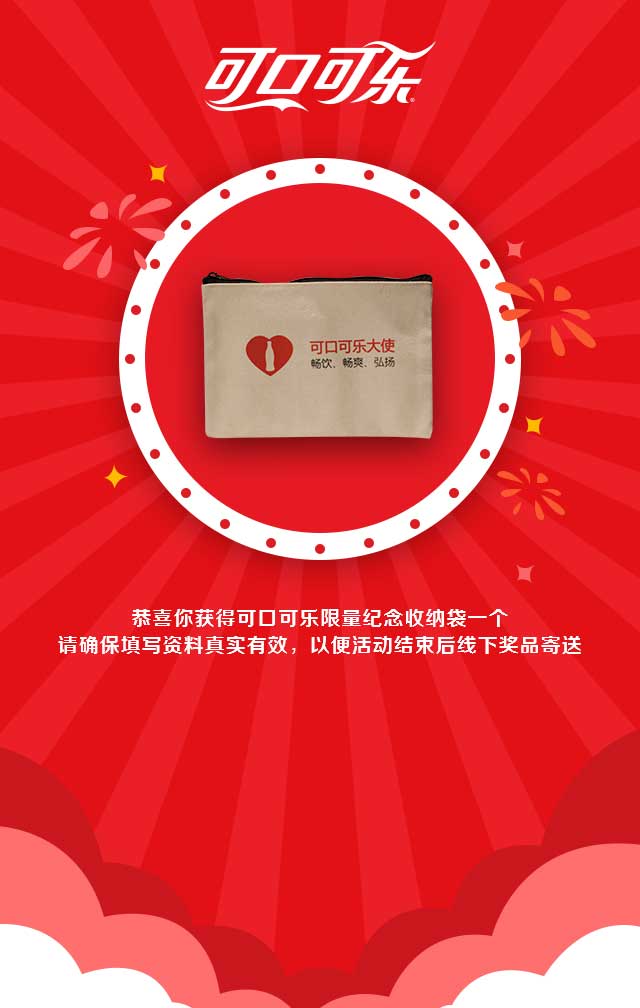 可口可乐
可口可乐大使
畅饮、畅爽、弘扬
恭喜你获得可口可乐限量纪念收纳袋一个
请确保填写资料真实有效，以便活动结束后线下奖品寄送